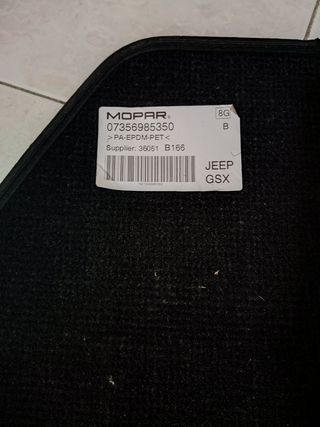 MOPAR® 8G
07356985350 B
>PA-EPDM-PET<
Supplier: 36051 B166
JEEP
GSX